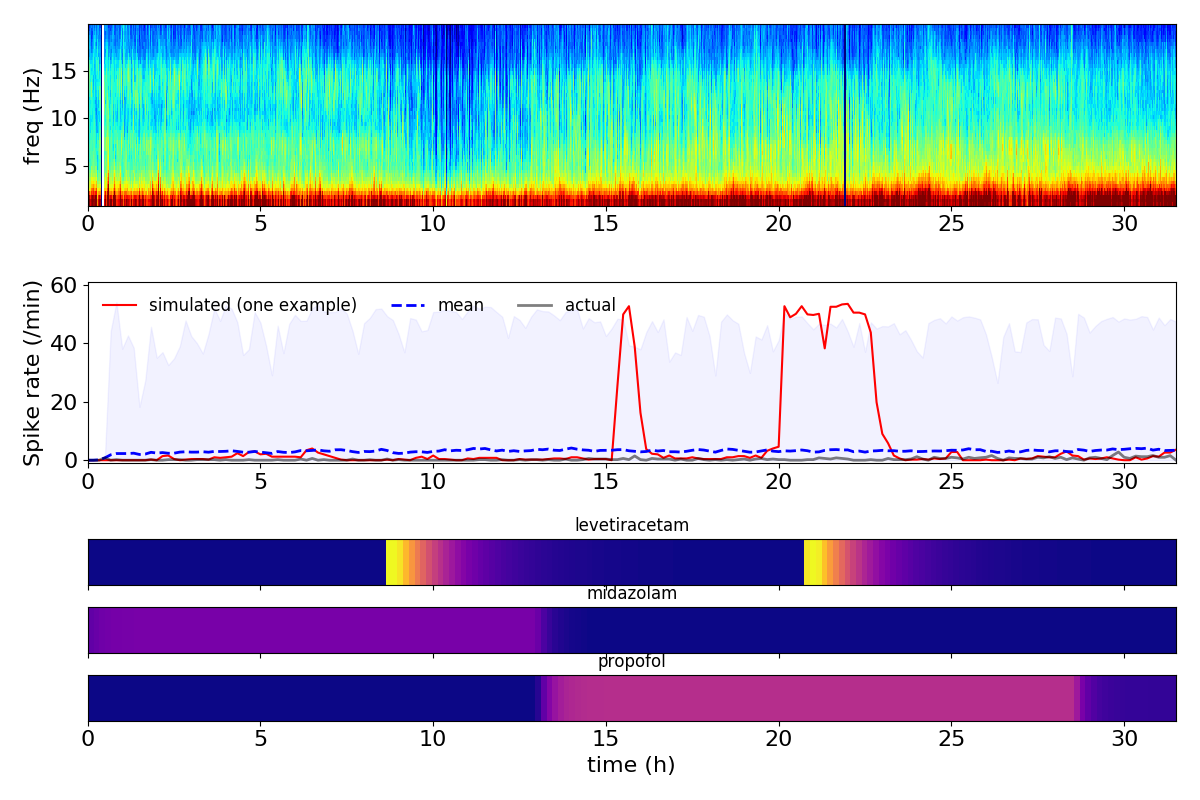 freq (Hz)
15
10
5
0 5 10 15 20 25 30
Spike rate (/min)
60
40
20
0
simulated (one example) mean actual
0 5 10 15 20 25 30
levetiracetam
midazolam
propofol
0 5 10 15 20 25 30
time (h)